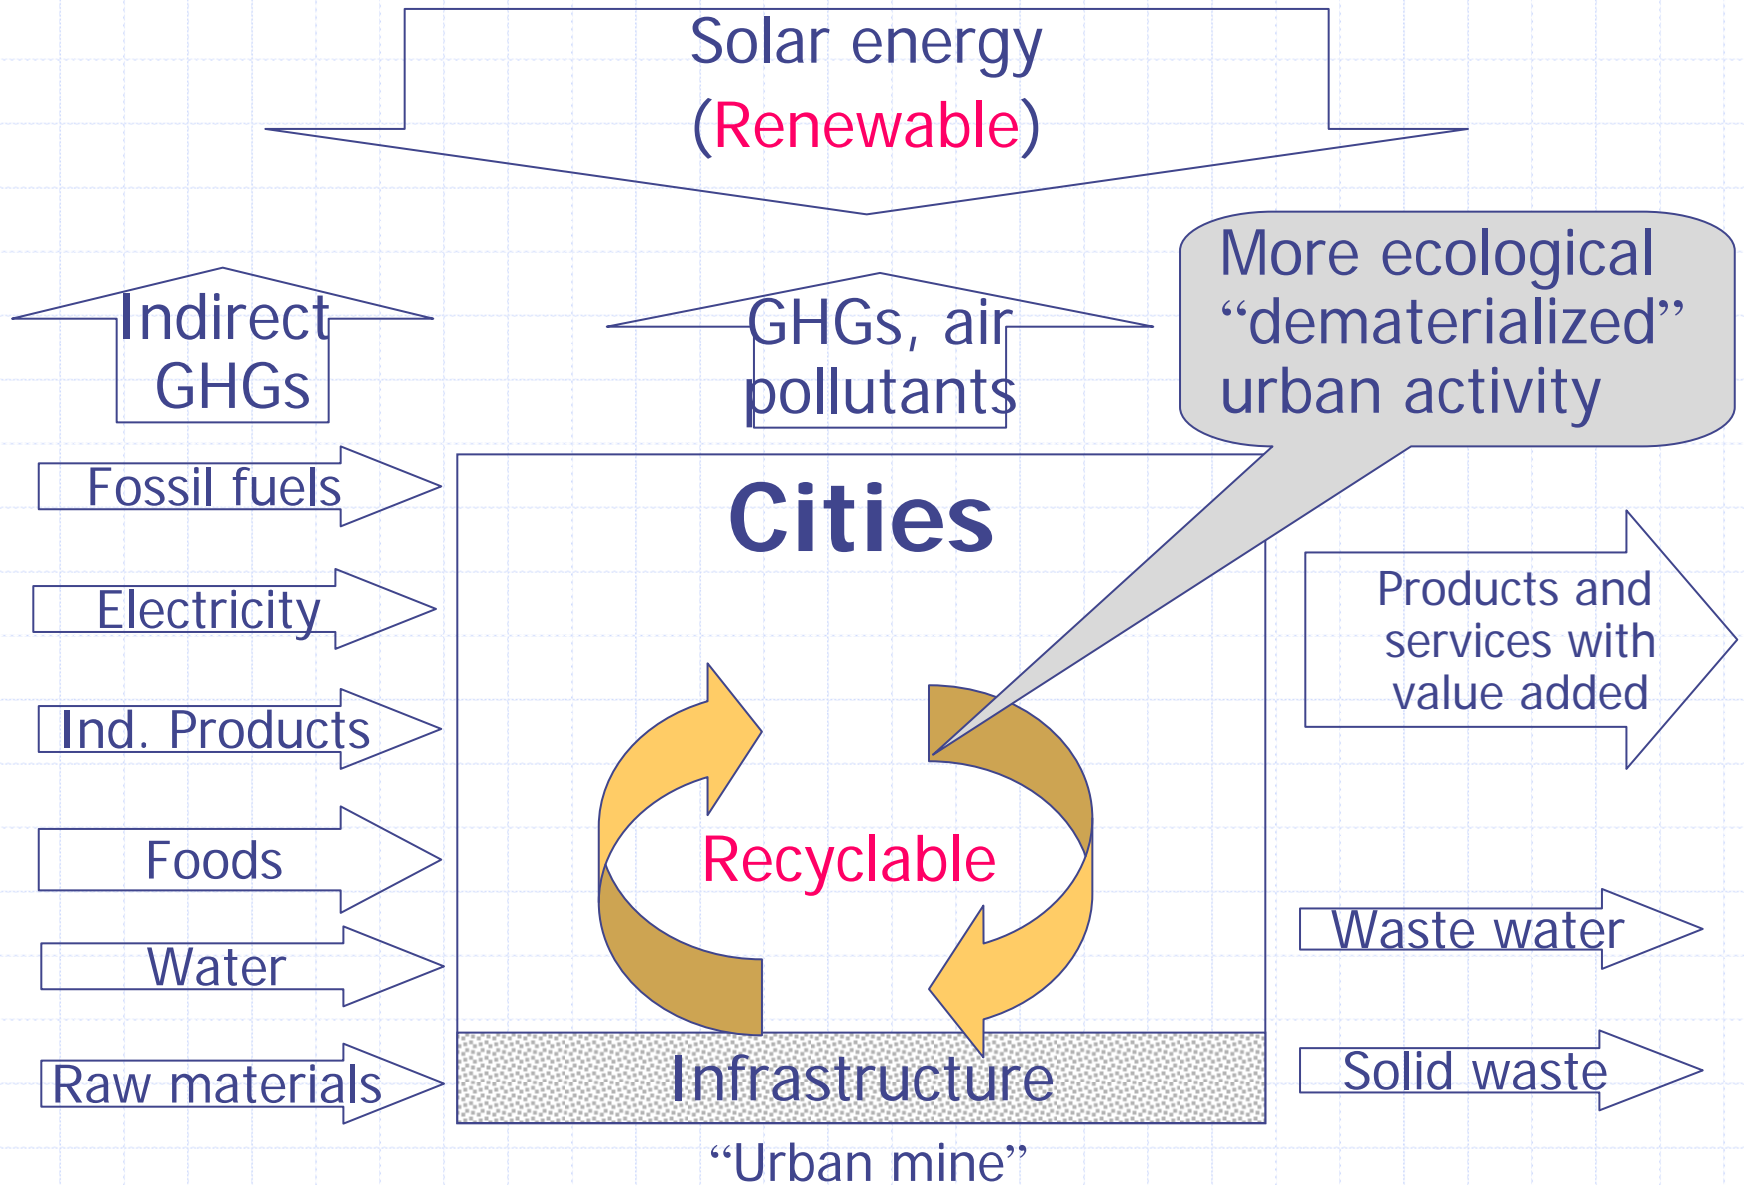 Solar energy
(Renewable)
Indirect
GHGs
GHGs, air
pollutants
More ecological
“dematerialized”
urban activity
Fossil fuels
Electricity
Ind. Products
Foods
Water
Raw materials
Cities
Recyclable
Infrastructure
“Urban mine”
Products and
services with
value added
Waste water
Solid waste